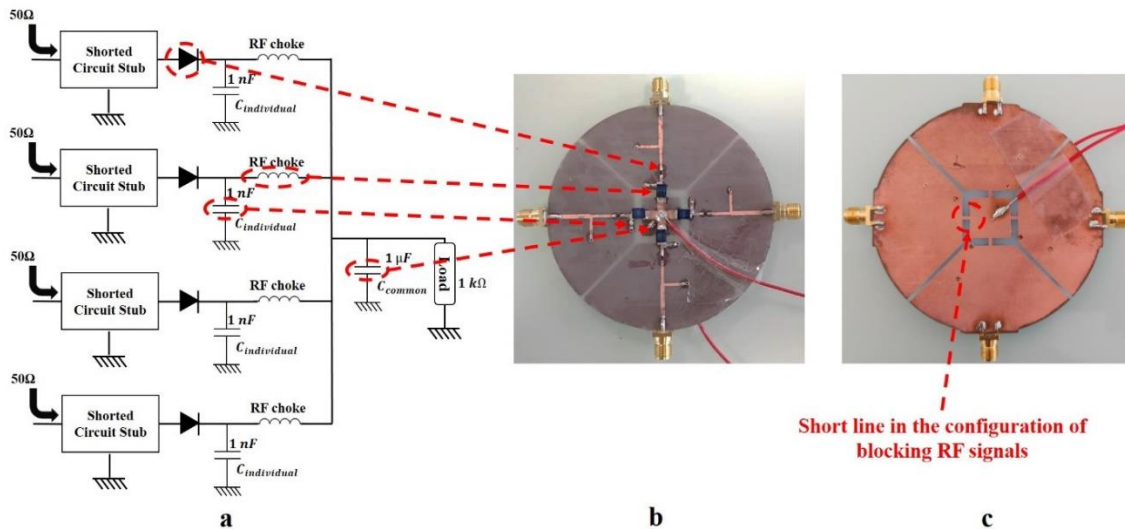 50Ω
Shorted
Circuit Stub
RF choke
1 nF
C_individual
50Ω
Shorted
Circuit Stub
RF choke
1 nF
C_individual
1 μF
C_common
Load
1 kΩ
50Ω
Shorted
Circuit Stub
RF choke
1 nF
C_individual
50Ω
Shorted
Circuit Stub
RF choke
1 nF
C_individual
Short line in the configuration of
blocking RF signals
a
b
c